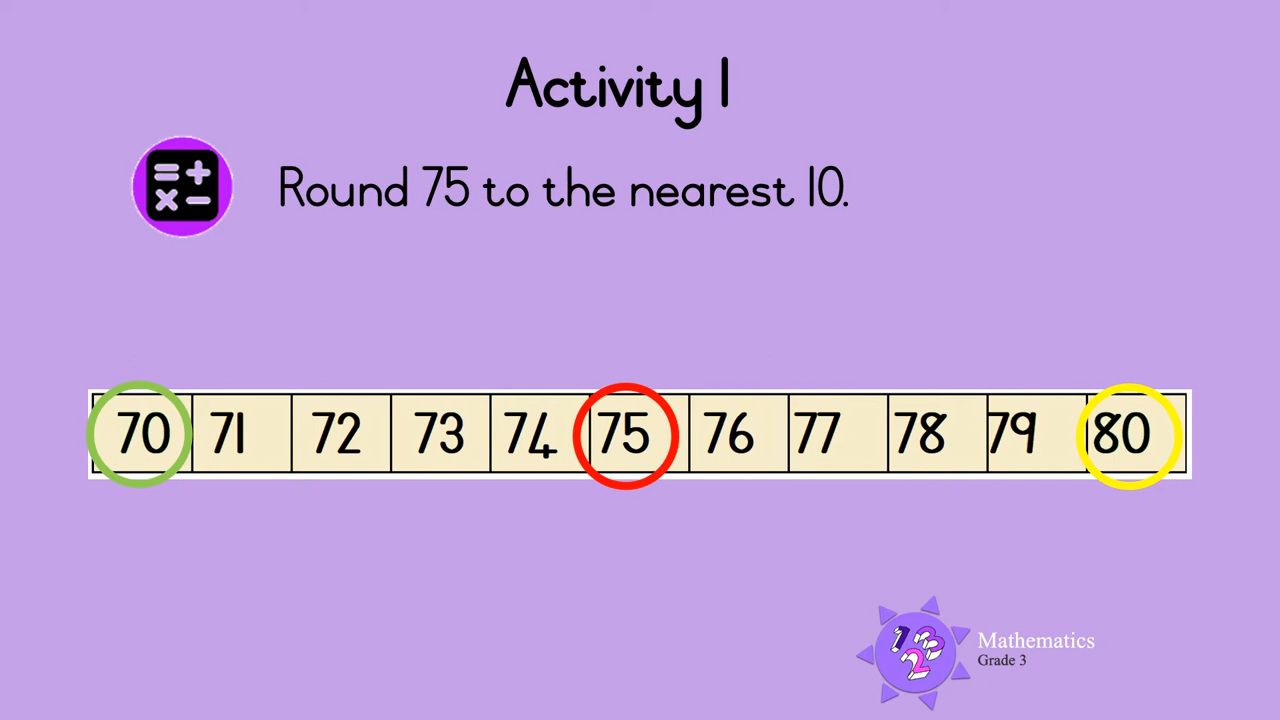 Activity 1
Round 75 to the nearest 10.
70 71 72 73 74 75 76 77 78 79 80
123
Mathematics
Grade 3